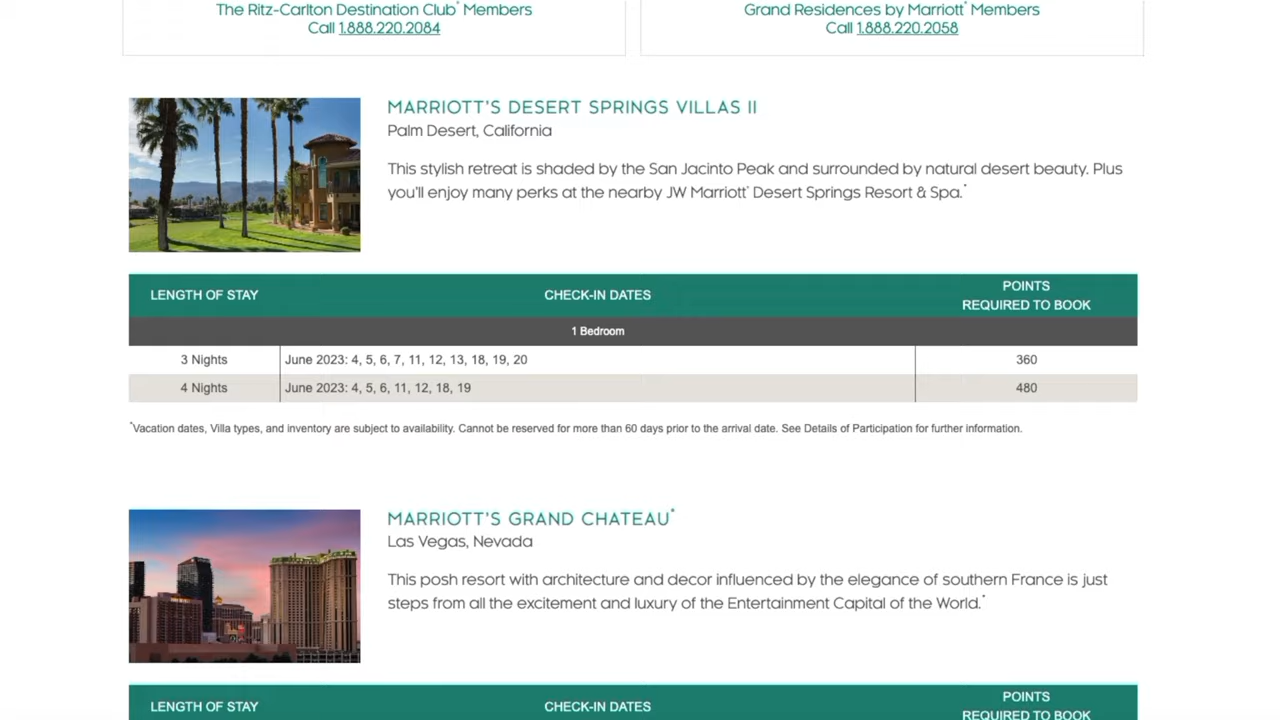 The Ritz-Carlton Destination Club® Members
Call 1.888.220.2084
Grand Residences by Marriott® Members
Call 1.888.220.2058
MARRIOTT'S DESERT SPRINGS VILLAS II
Palm Desert, California
This stylish retreat is shaded by the San Jacinto Peak and surrounded by natural desert beauty. Plus
you'll enjoy many perks at the nearby JW Marriott® Desert Springs Resort & Spa.*
LENGTH OF STAY CHECK-IN DATES POINTS
REQUIRED TO BOOK
1 Bedroom
3 Nights June 2023: 4, 5, 6, 7, 11, 12, 13, 18, 19, 20 360
4 Nights June 2023: 4, 5, 6, 11, 12, 18, 19 480
*Vacation dates, Villa types, and inventory are subject to availability. Cannot be reserved for more than 60 days prior to the arrival date. See Details of Participation for further information.
MARRIOTT'S GRAND CHATEAU®
Las Vegas, Nevada
This posh resort with architecture and decor influenced by the elegance of southern France is just
steps from all the excitement and luxury of the Entertainment Capital of the World.*
LENGTH OF STAY CHECK-IN DATES POINTS
REQUIRED TO BOOK